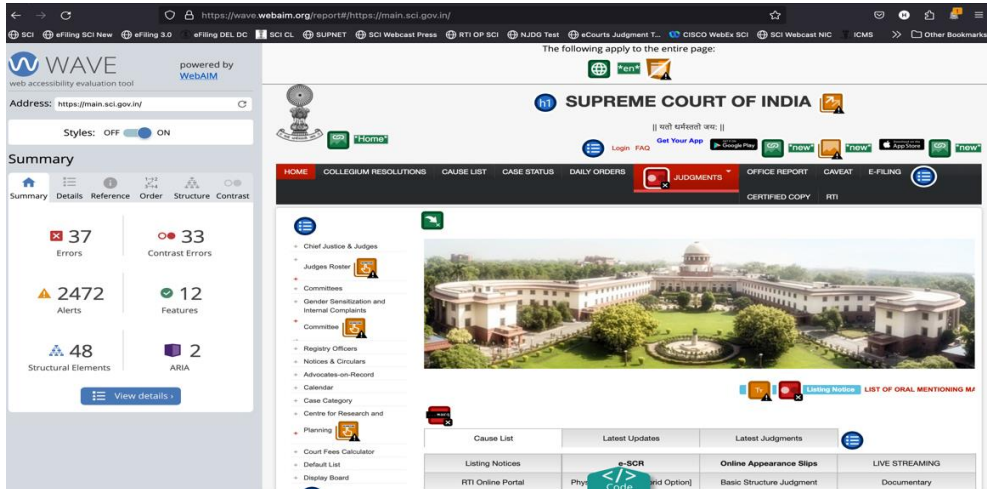 https://wave.webaim.org/report#/https://main.sci.gov.in/
SCI eFiling SCI New eFiling 3.0 eFiling DEL DC SCI CL SUPNET SCI Webcast Press RTI OP SCI NJDG Test eCourts Judgment T... CISCO WebEx SCI SCI Webcast NIC ICMS Other Bookmarks
WAVE
web accessibility evaluation tool
powered by
WebAIM
Address: https://main.sci.gov.in/
Styles: OFF ON
Summary
Summary Details Reference Order Structure Contrast
37
Errors
33
Contrast Errors
2472
Alerts
12
Features
48
Structural Elements
2
ARIA
View details ›
The following apply to the entire page:
*en*
h1 SUPREME COURT OF INDIA
|| यतो धर्मस्ततो जय: ||
*Home*
Login FAQ Get Your App Google Play *new* *new* App Store *new*
HOME COLLEGIUM RESOLUTIONS CAUSE LIST CASE STATUS DAILY ORDERS JUDGMENTS OFFICE REPORT CAVEAT E-FILING
CERTIFIED COPY RTI
Chief Justice & Judges
Judges Roster
Committees
Gender Sensitization and
Internal Complaints
Committee
Registry Officers
Notices & Circulars
Advocates-on-Record
Calendar
Case Category
Centre for Research and
Planning
Court Fees Calculator
Default List
Display Board
Listing Notice LIST OF ORAL MENTIONING MA
Cause List Latest Updates Latest Judgments
Listing Notices e-SCR Online Appearance Slips LIVE STREAMING
RTI Online Portal Phys rid Option] Basic Structure Judgment Documentary
</>
Code